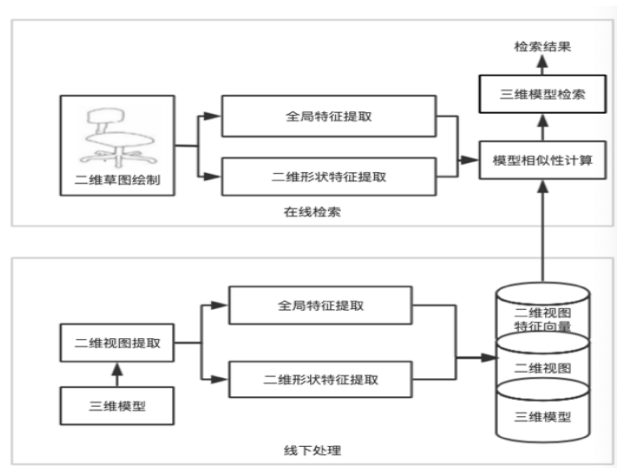 检索结果
三维模型检索
全局特征提取
模型相似性计算
二维草图绘制
二维形状特征提取
在线检索
全局特征提取
二维视图
特征向量
二维视图提取
二维视图
二维形状特征提取
三维模型
三维模型
线下处理